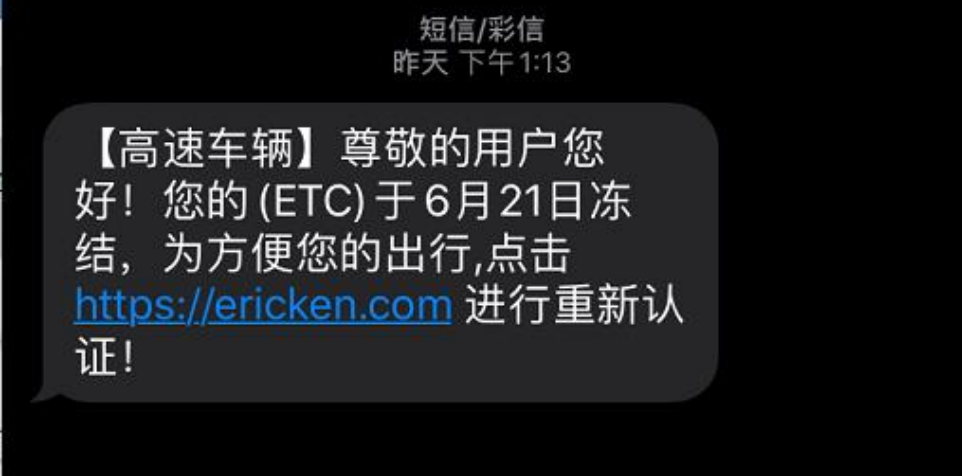 短信/彩信
昨天 下午1:13
【高速车辆】尊敬的用户您
好！您的(ETC)于6月21日冻
结，为方便您的出行,点击
https://ericken.com 进行重新认
证！